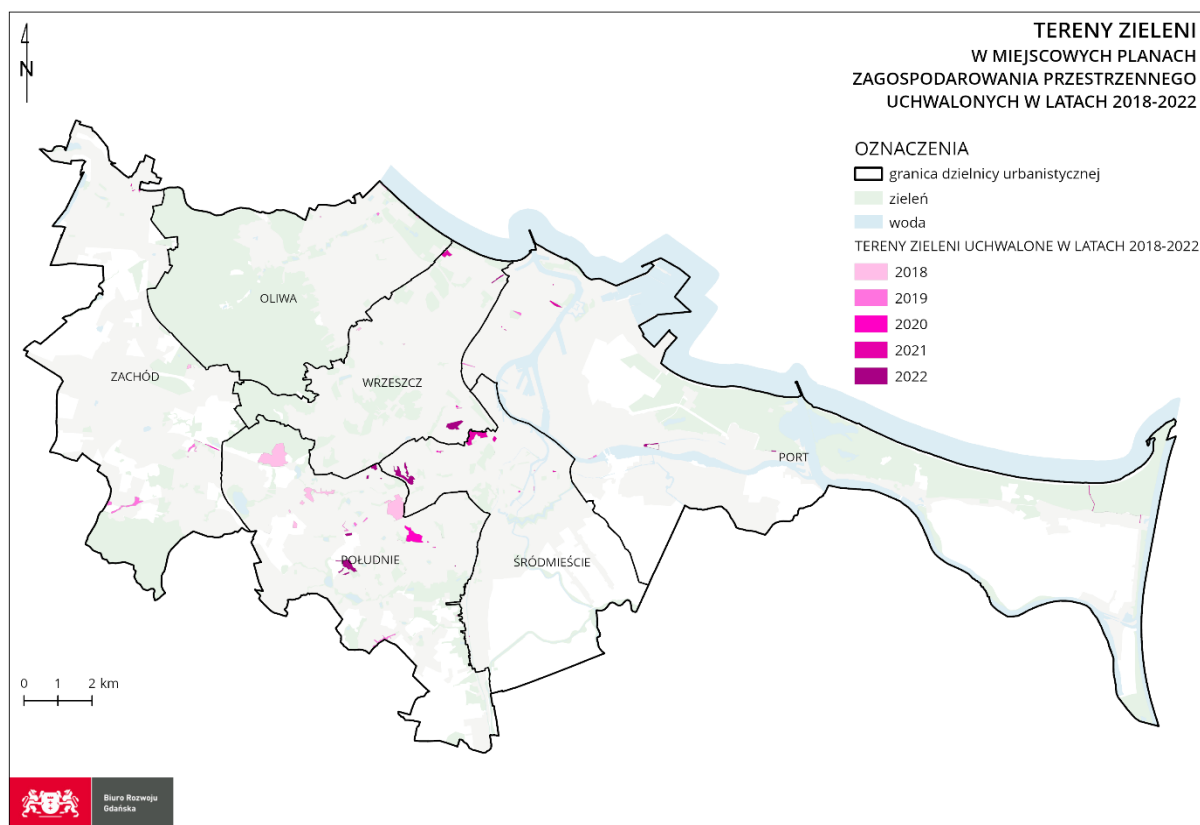 TERENY ZIELENI
W MIEJSCOWYCH PLANACH
ZAGOSPODAROWANIA PRZESTRZENNEGO
UCHWALONYCH W LATACH 2018-2022
N
OZNACZENIA
granica dzielnicy urbanistycznej
zieleń
woda
TERENY ZIELENI UCHWALONE W LATACH 2018-2022
2018
2019
2020
2021
2022
OLIWA
ZACHÓD
WRZESZCZ
PORT
POŁUDNIE
ŚRÓDMIEŚCIE
0 1 2 km
Biuro Rozwoju
Gdańska